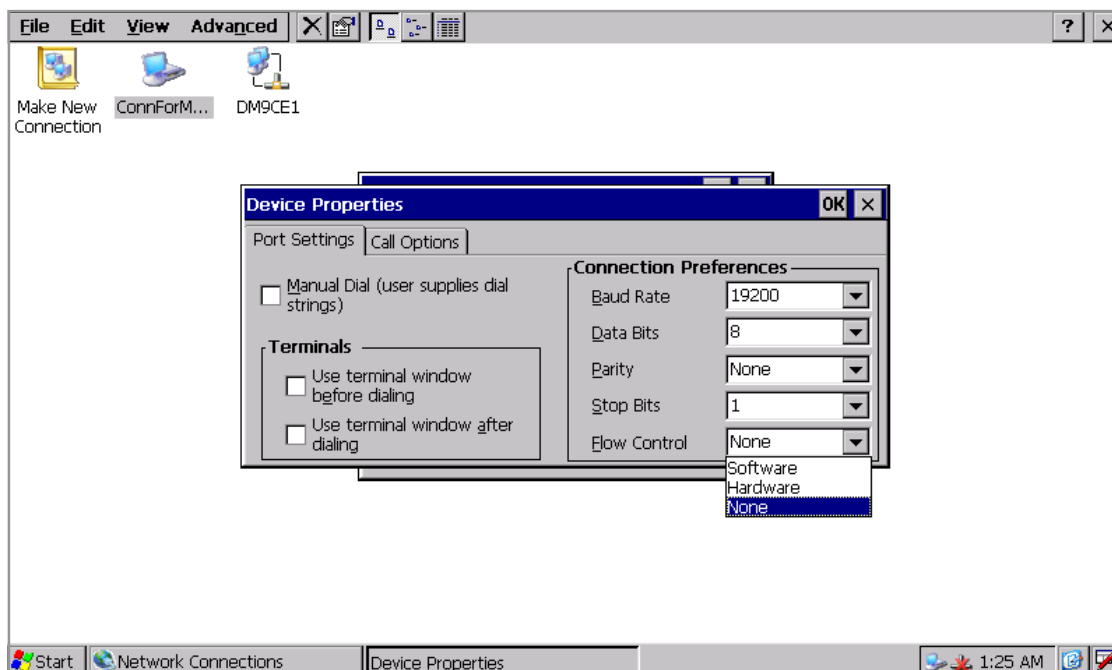 File Edit View Advanced ?
Make New Connection
ConnForM...
DM9CE1
Device Properties OK
Port Settings Call Options
Manual Dial (user supplies dial
strings)
Terminals
Use terminal window
before dialing
Use terminal window after
dialing
Connection Preferences
Baud Rate 19200
Data Bits 8
Parity None
Stop Bits 1
Flow Control None
Software
Hardware
None
Start Network Connections Device Properties 1:25 AM